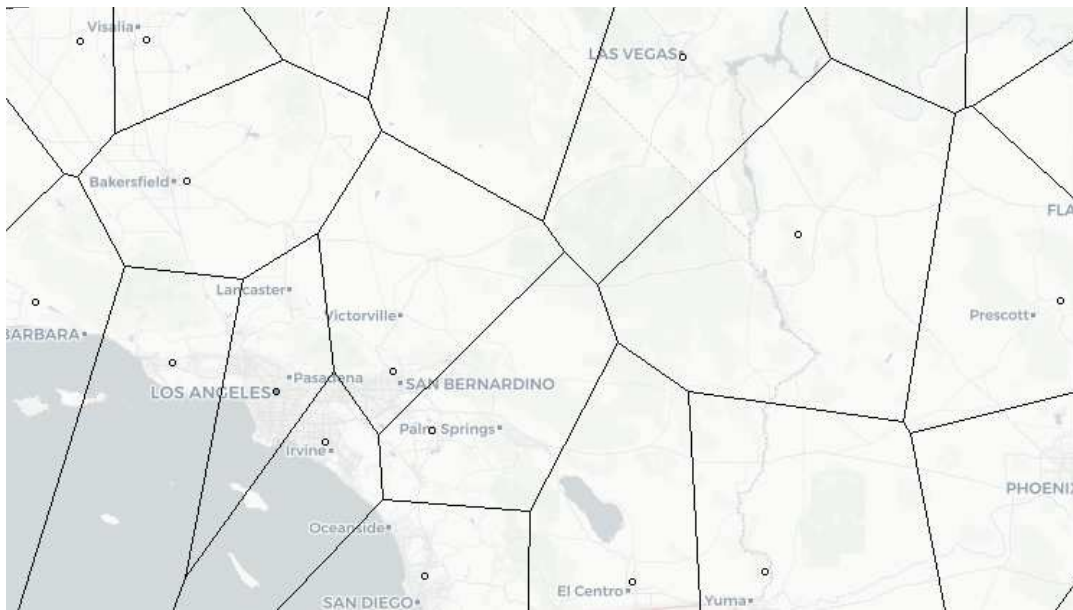 Visalia
LAS VEGAS
Bakersfield
FLA
Lancaster
Victorville
Prescott
BARBARA
Pasadena
LOS ANGELES
SAN BERNARDINO
Palm Springs
Irvine
PHOENIX
Oceanside
El Centro
Yuma
SAN DIEGO